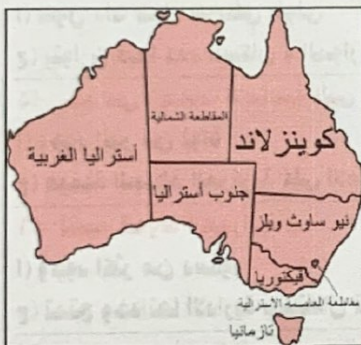 المقاطعة الشمالية
كوينزلاند
أستراليا الغربية
جنوب أستراليا
نيو ساوث ويلز
فيكتوريا
مقاطعة العاصمة الأسترالية
تازمانيا